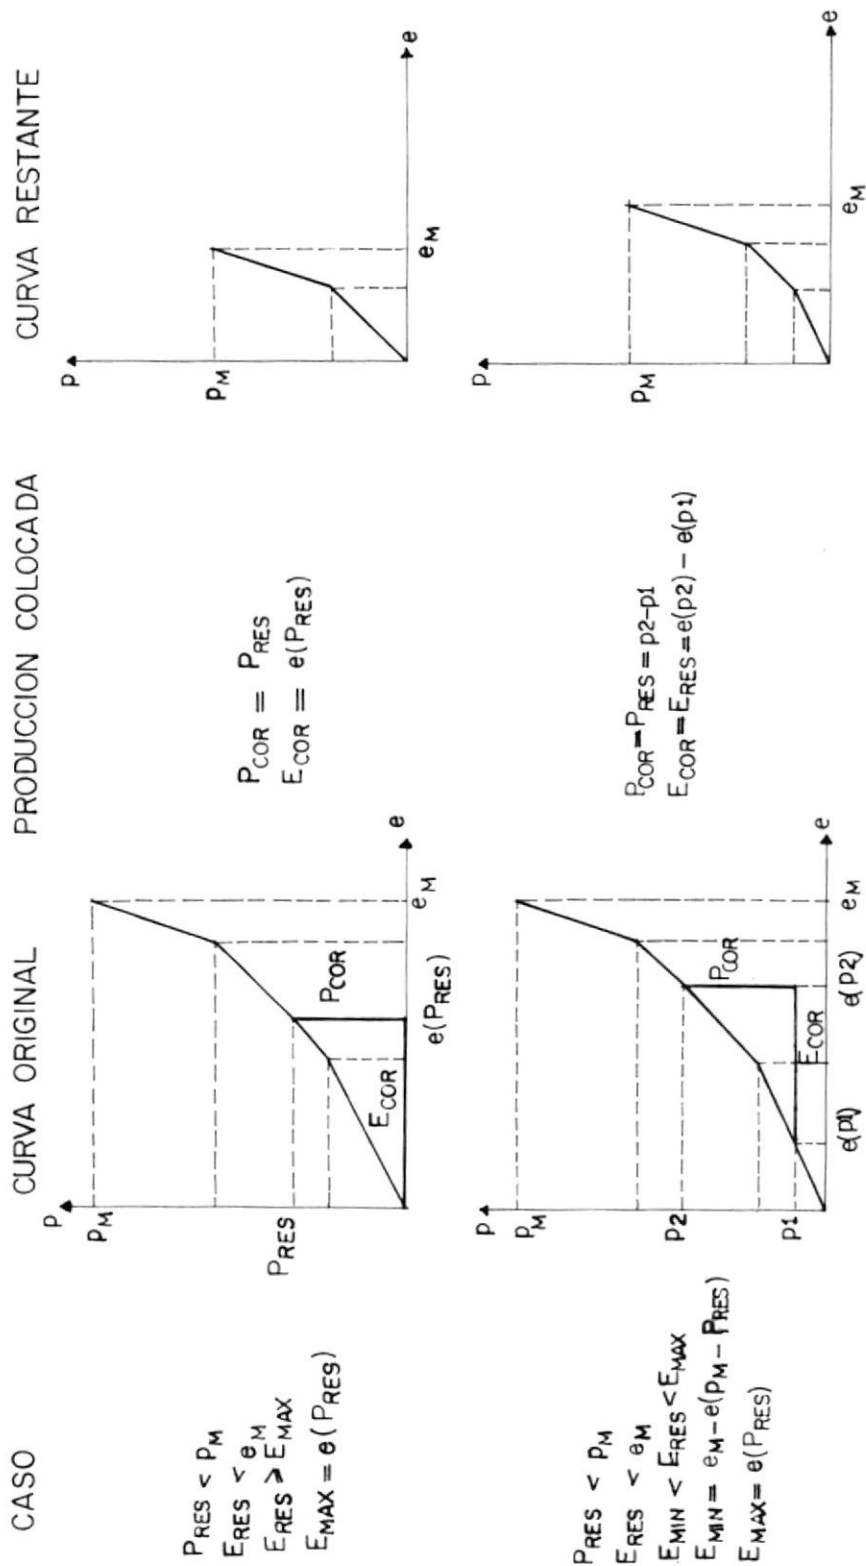 CASO
CURVA ORIGINAL
PRODUCCION COLOCADA
CURVA RESTANTE
P_RES < p_M
E_RES < e_M
E_RES ⩾ E_MAX
E_MAX = e(P_RES)
p
p_M
P_RES
E_COR
P_COR
e(P_RES)
e_M
e
P_COR = P_RES
E_COR = e(P_RES)
p
p_M
e_M
e
P_RES < p_M
E_RES < e_M
E_MIN < E_RES < E_MAX
E_MIN = e_M - e(p_M - P_RES)
E_MAX = e(P_RES)
p
p_M
p2
p1
E_COR
P_COR
e(p1)
e(p2)
e_M
e
P_COR = P_RES = p2-p1
E_COR = E_RES = e(p2) - e(p1)
p
p_M
e_M
e